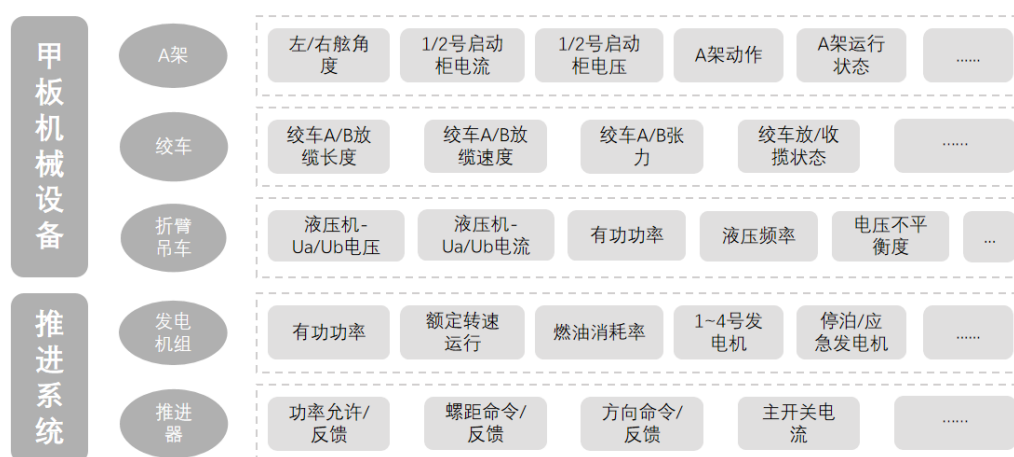 甲板机械设备
A架
左/右舷角
度
1/2号启动
柜电流
1/2号启动
柜电压
A架动作
A架运行
状态
......
绞车
绞车A/B放
缆长度
绞车A/B放
缆速度
绞车A/B张
力
绞车放/收
揽状态
......
折臂
吊车
液压机-
Ua/Ub电压
液压机-
Ua/Ub电流
有功功率
液压频率
电压不平
衡度
...
推进系统
发电
机组
有功功率
额定转速
运行
燃油消耗率
1~4号发
电机
停泊/应
急发电机
......
推进
器
功率允许/
反馈
螺距命令/
反馈
方向命令/
反馈
主开关电
流
......